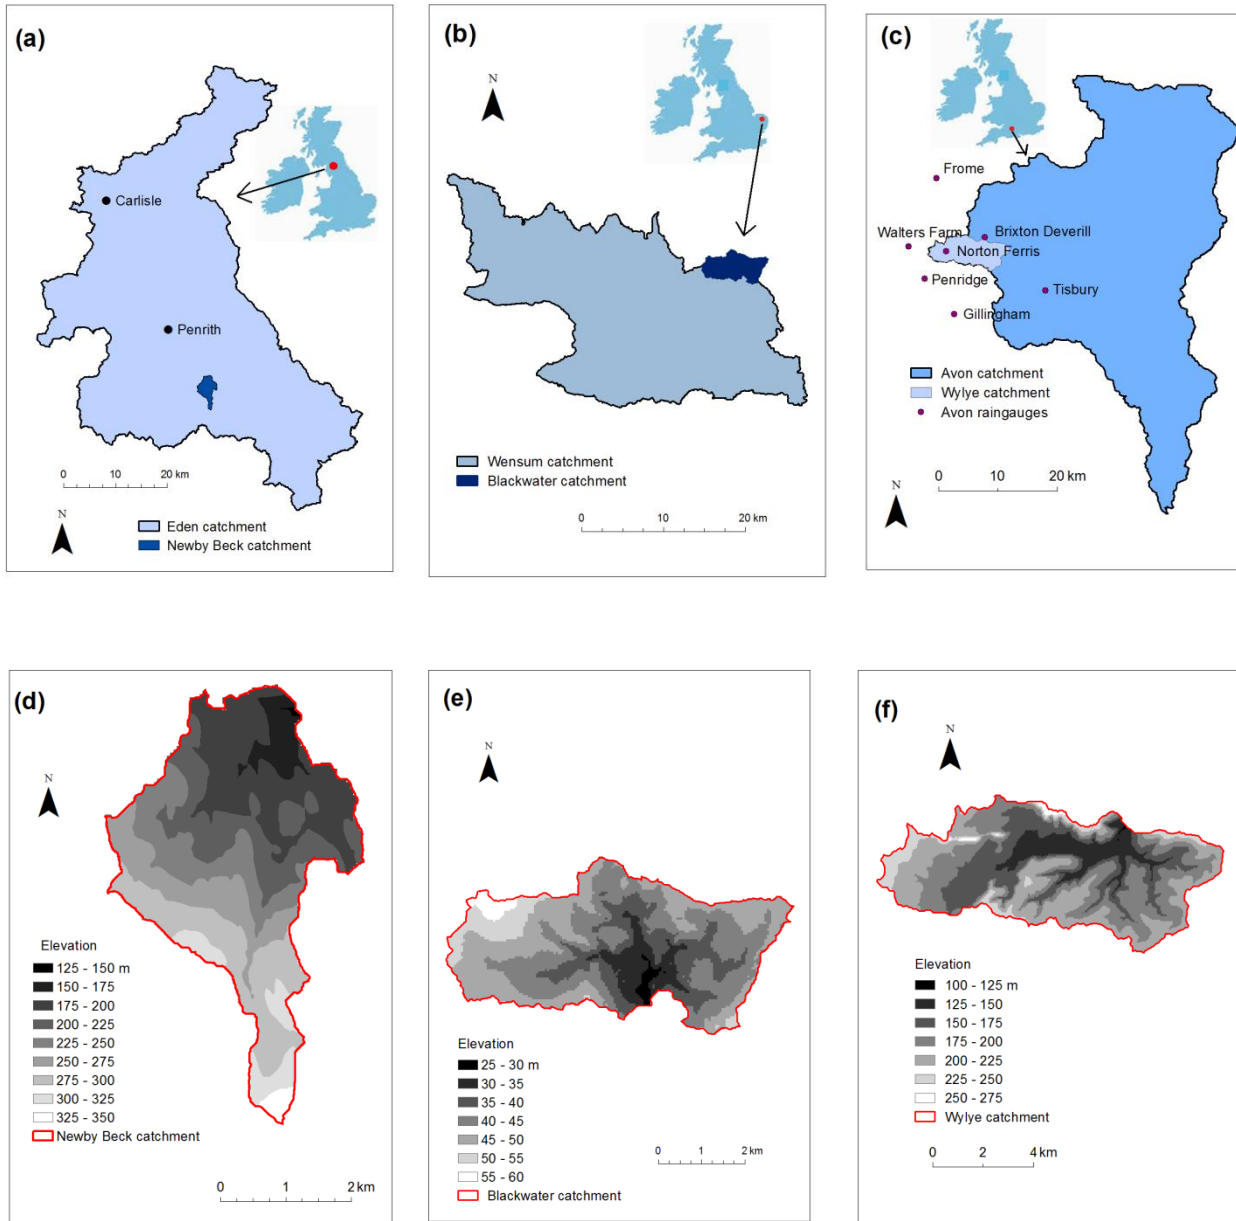 (a)
Carlisle
Penrith
0 10 20 km
N
Eden catchment
Newby Beck catchment
(b)
N
Wensum catchment
Blackwater catchment
0 10 20 km
(c)
Frome
Walters Farm
Brixton Deverill
Norton Ferris
Penridge
Tisbury
Gillingham
Avon catchment
Wylye catchment
Avon raingauges
0 10 20 km
N
(d)
N
Elevation
125 - 150 m
150 - 175
175 - 200
200 - 225
225 - 250
250 - 275
275 - 300
300 - 325
325 - 350
Newby Beck catchment
0 1 2 km
(e)
N
Elevation
25 - 30 m
30 - 35
35 - 40
40 - 45
45 - 50
50 - 55
55 - 60
Blackwater catchment
0 1 2 km
(f)
N
Elevation
100 - 125 m
125 - 150
150 - 175
175 - 200
200 - 225
225 - 250
250 - 275
Wylye catchment
0 2 4 km